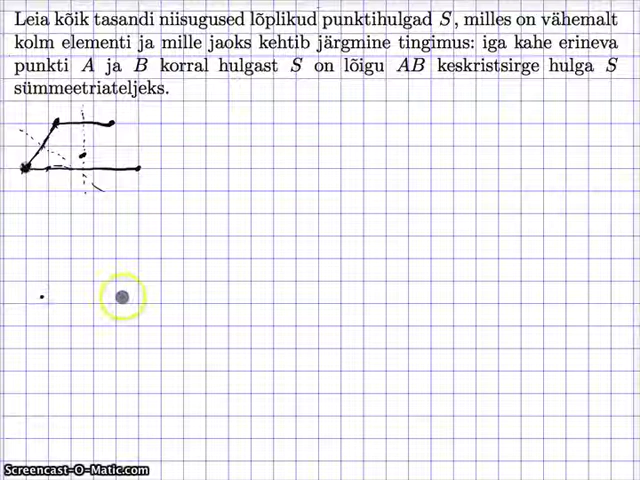 Leia kõik tasandi niisugused lõplikud punktihulgad S, milles on vähemalt
kolm elementi ja mille jaoks kehtib järgmine tingimus: iga kahe erineva
punkti A ja B korral hulgast S on lõigu AB keskristsirge hulga S
sümmeetriateljeks.
Screencast-O-Matic.com